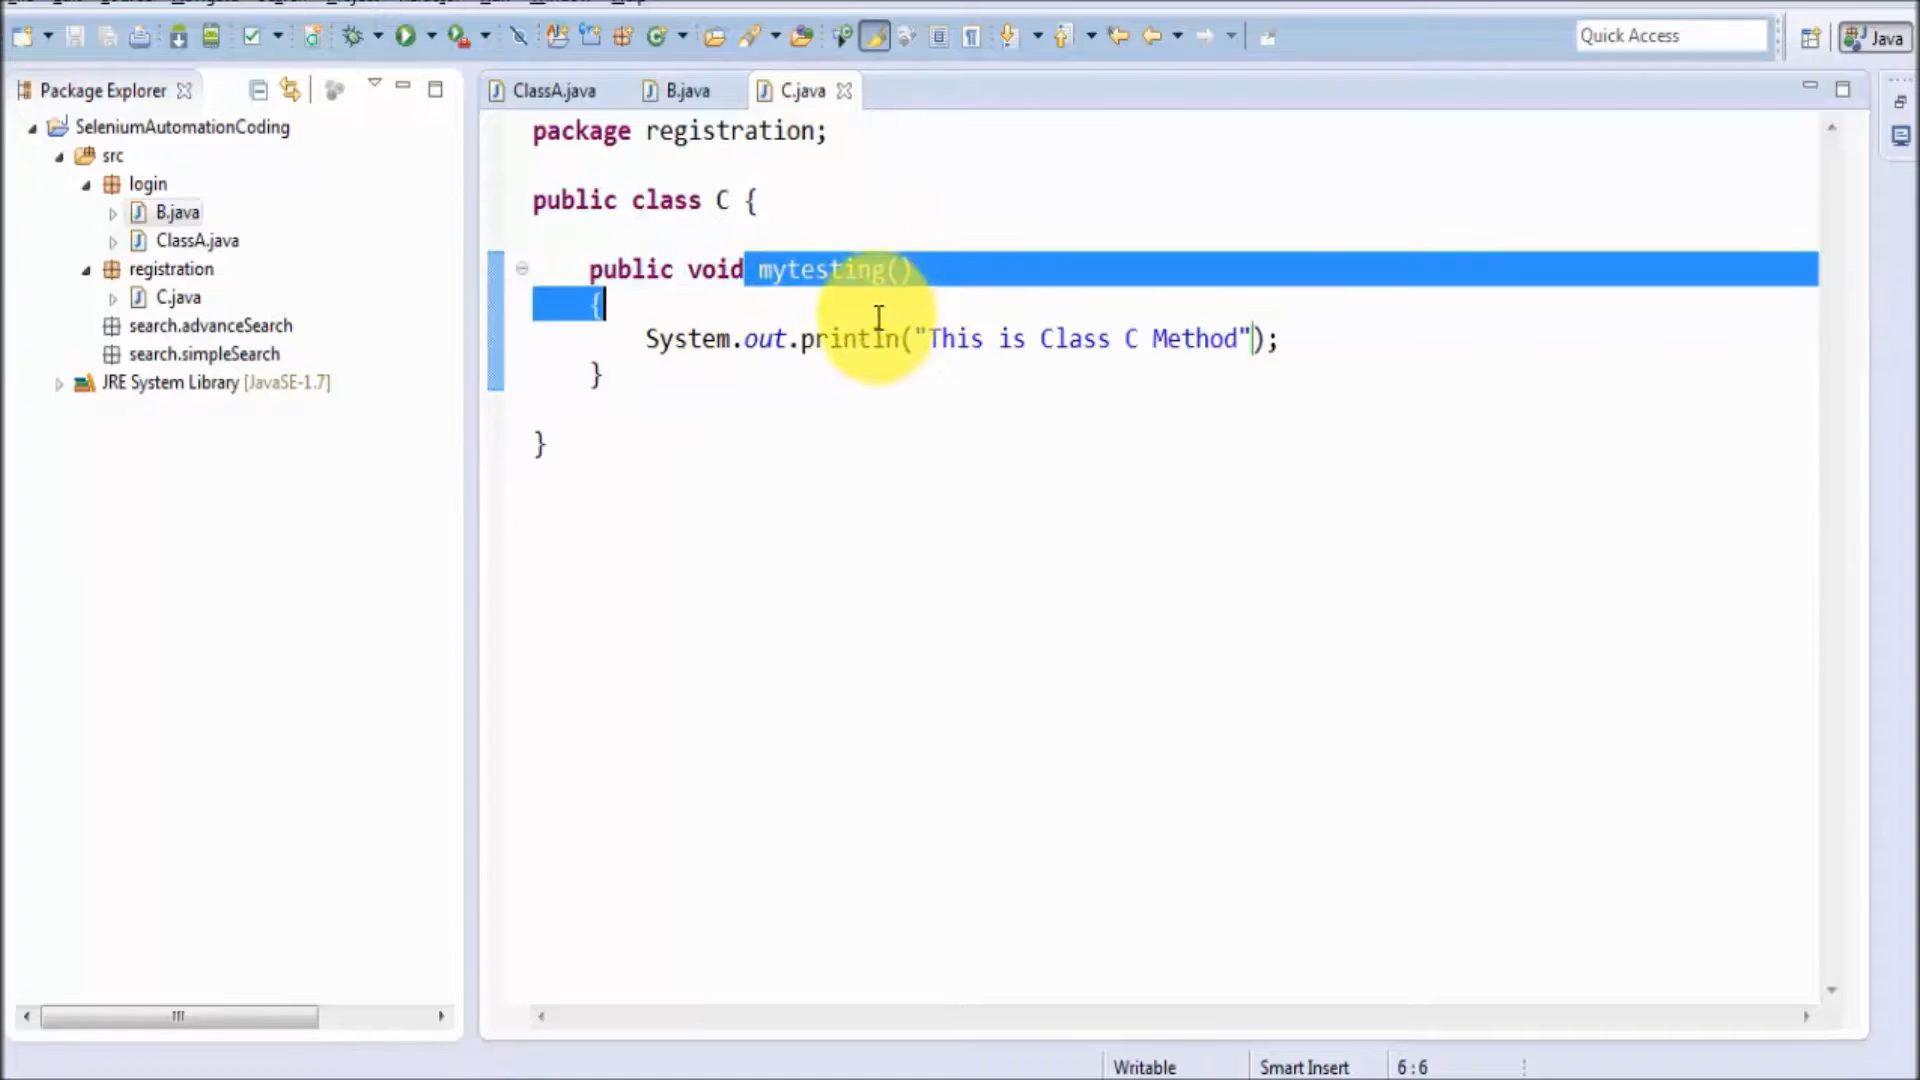 Quick Access
Java
Package Explorer
SeleniumAutomationCoding
src
login
B.java
ClassA.java
registration
C.java
search.advanceSearch
search.simpleSearch
JRE System Library [JavaSE-1.7]
ClassA.java
B.java
C.java
package registration;
public class C {
public void mytesting()
{
System.out.println("This is Class C Method");
}
}
Writable
Smart Insert
6 : 6